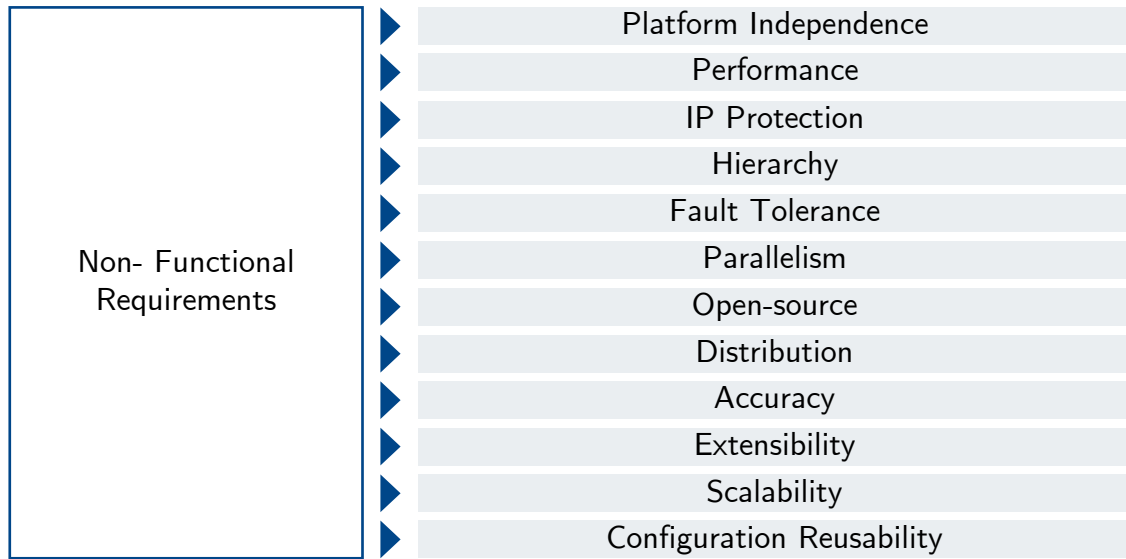 Non- Functional
Requirements
Platform Independence
Performance
IP Protection
Hierarchy
Fault Tolerance
Parallelism
Open-source
Distribution
Accuracy
Extensibility
Scalability
Configuration Reusability